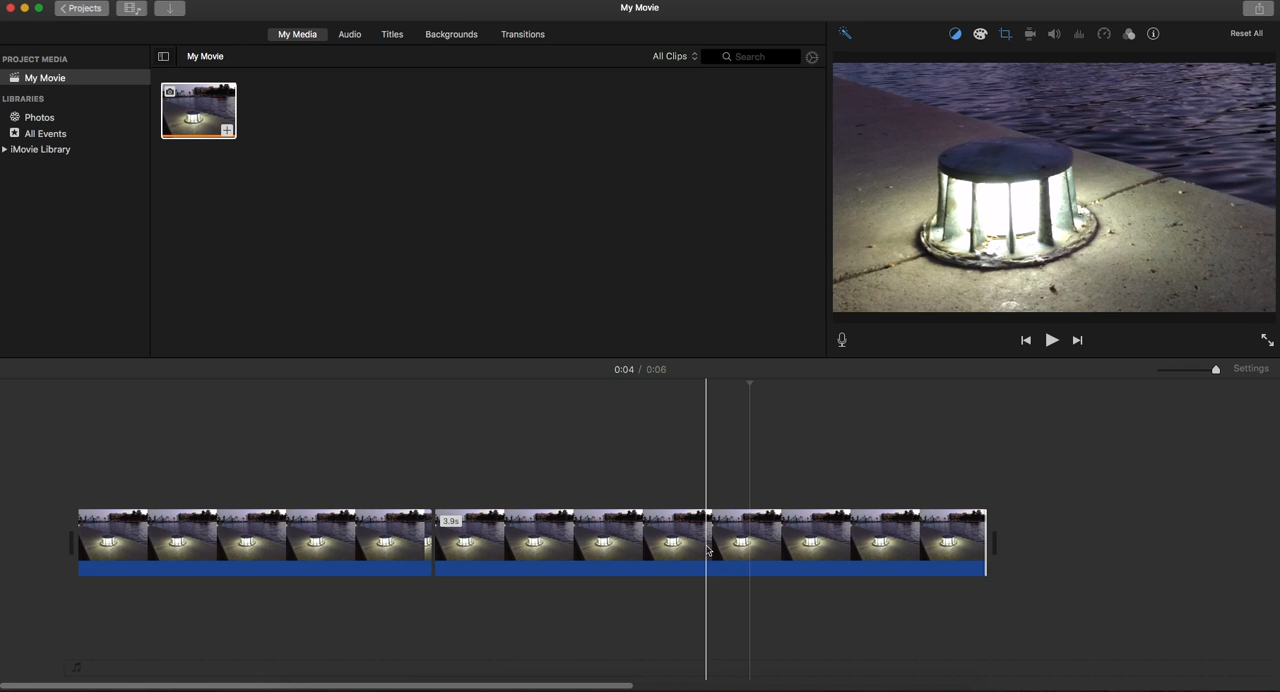 Projects
My Movie
My Media Audio Titles Backgrounds Transitions
Reset All
PROJECT MEDIA
My Movie
LIBRARIES
Photos
All Events
iMovie Library
My Movie
All Clips
Search
0:04 / 0:06
Settings
3.9s